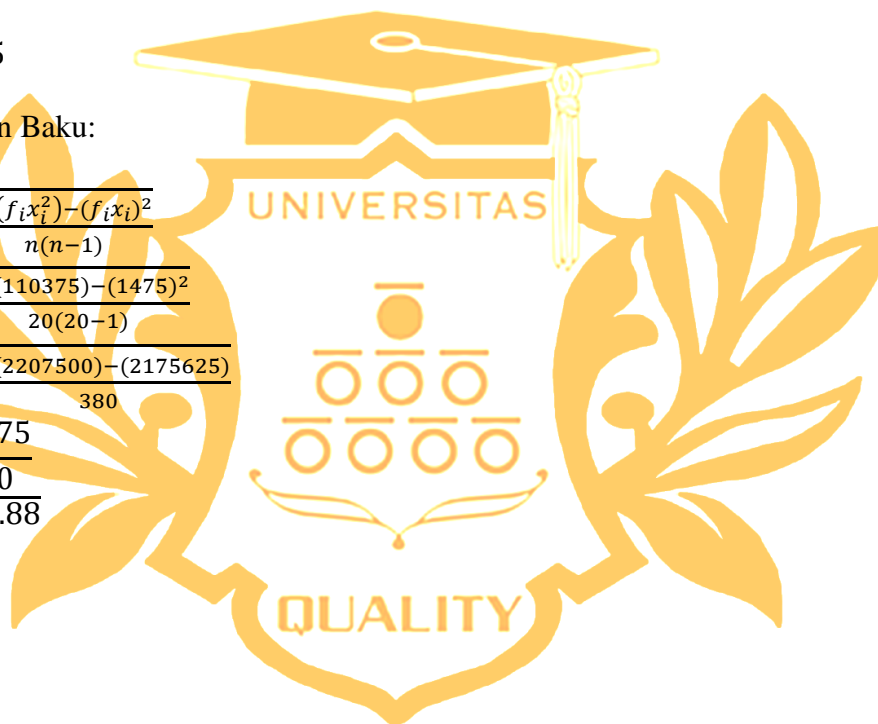 5
n Baku:
(f_i x_i^2)−(f_i x_i)^2
n(n−1)
UNIVERSITAS
(110375)−(1475)^2
20(20−1)
(2207500)−(2175625)
380
75
0
.88
QUALITY